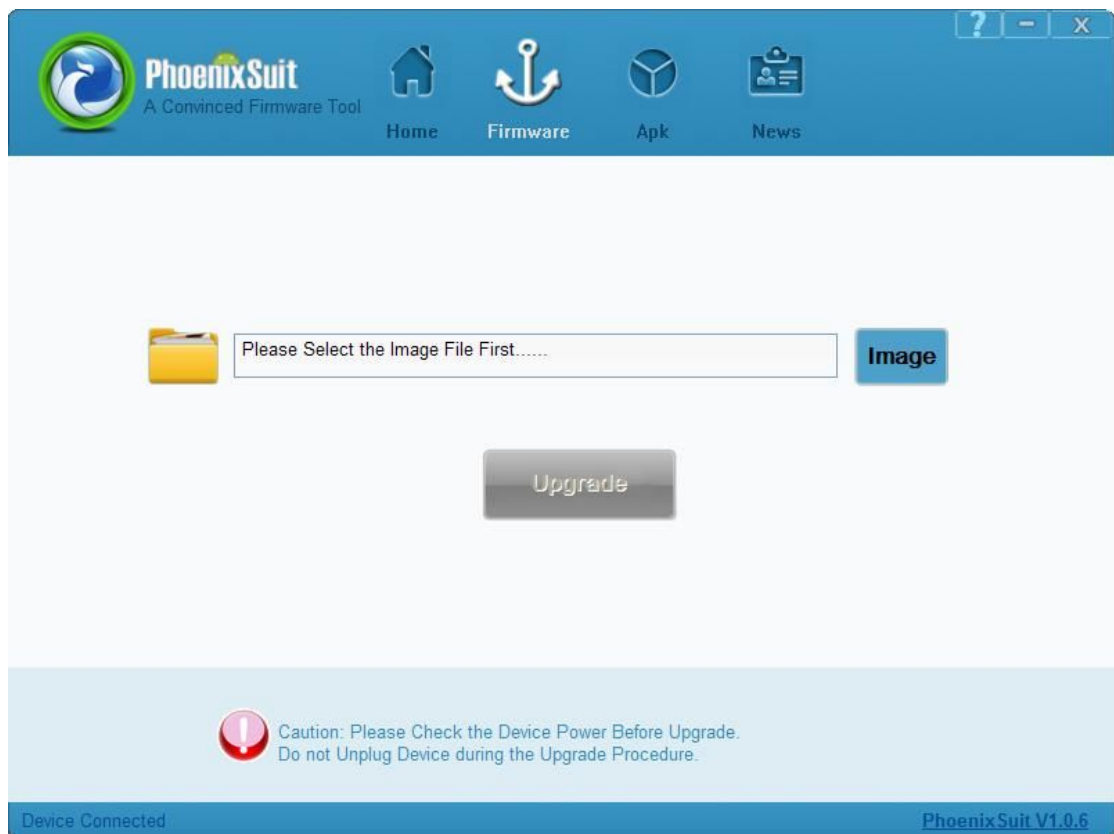 ? - X
PhoenixSuit
A Convinced Firmware Tool
Home Firmware Apk News
Please Select the Image File First......
Image
Upgrade
Caution: Please Check the Device Power Before Upgrade.
Do not Unplug Device during the Upgrade Procedure.
Device Connected
PhoenixSuit V1.0.6